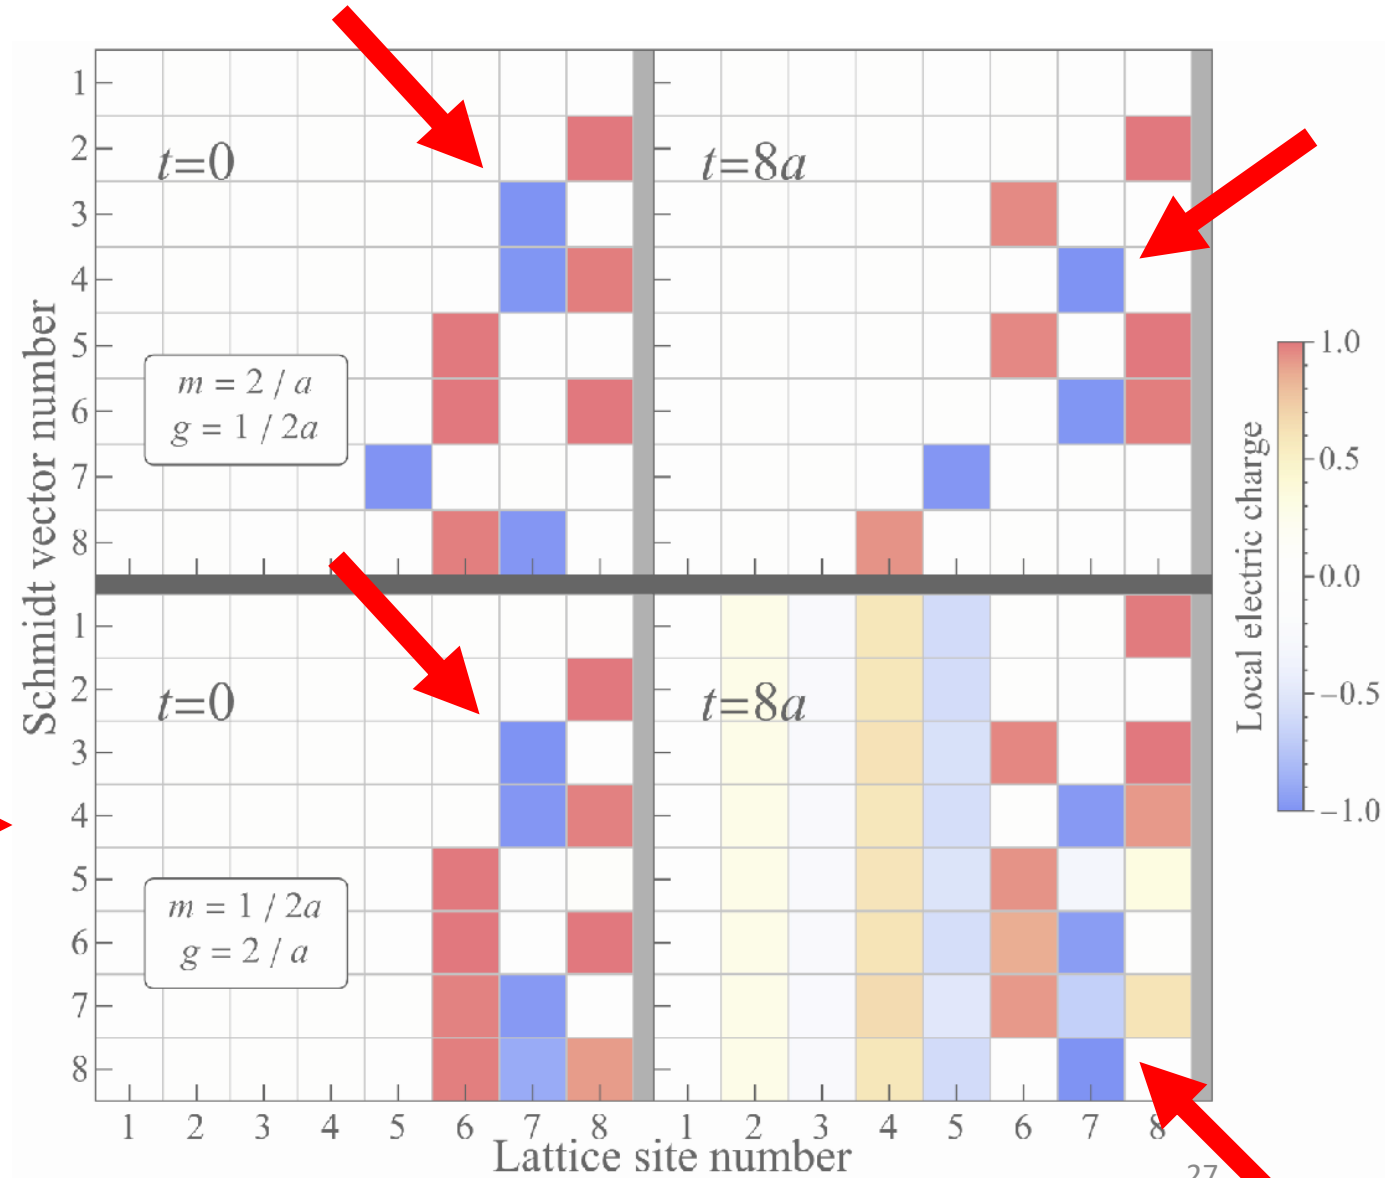 1
2
3
4
5
6
7
8
t=0
m = 2 / a
g = 1 / 2a
t=8a
Schmidt vector number
1
2
3
4
5
6
7
8
t=0
m = 1 / 2a
g = 2 / a
t=8a
1 2 3 4 5 6 7 8 1 2 3 4 5 6 7 8
Lattice site number
Local electric charge
1.0
0.5
0.0
−0.5
−1.0
27